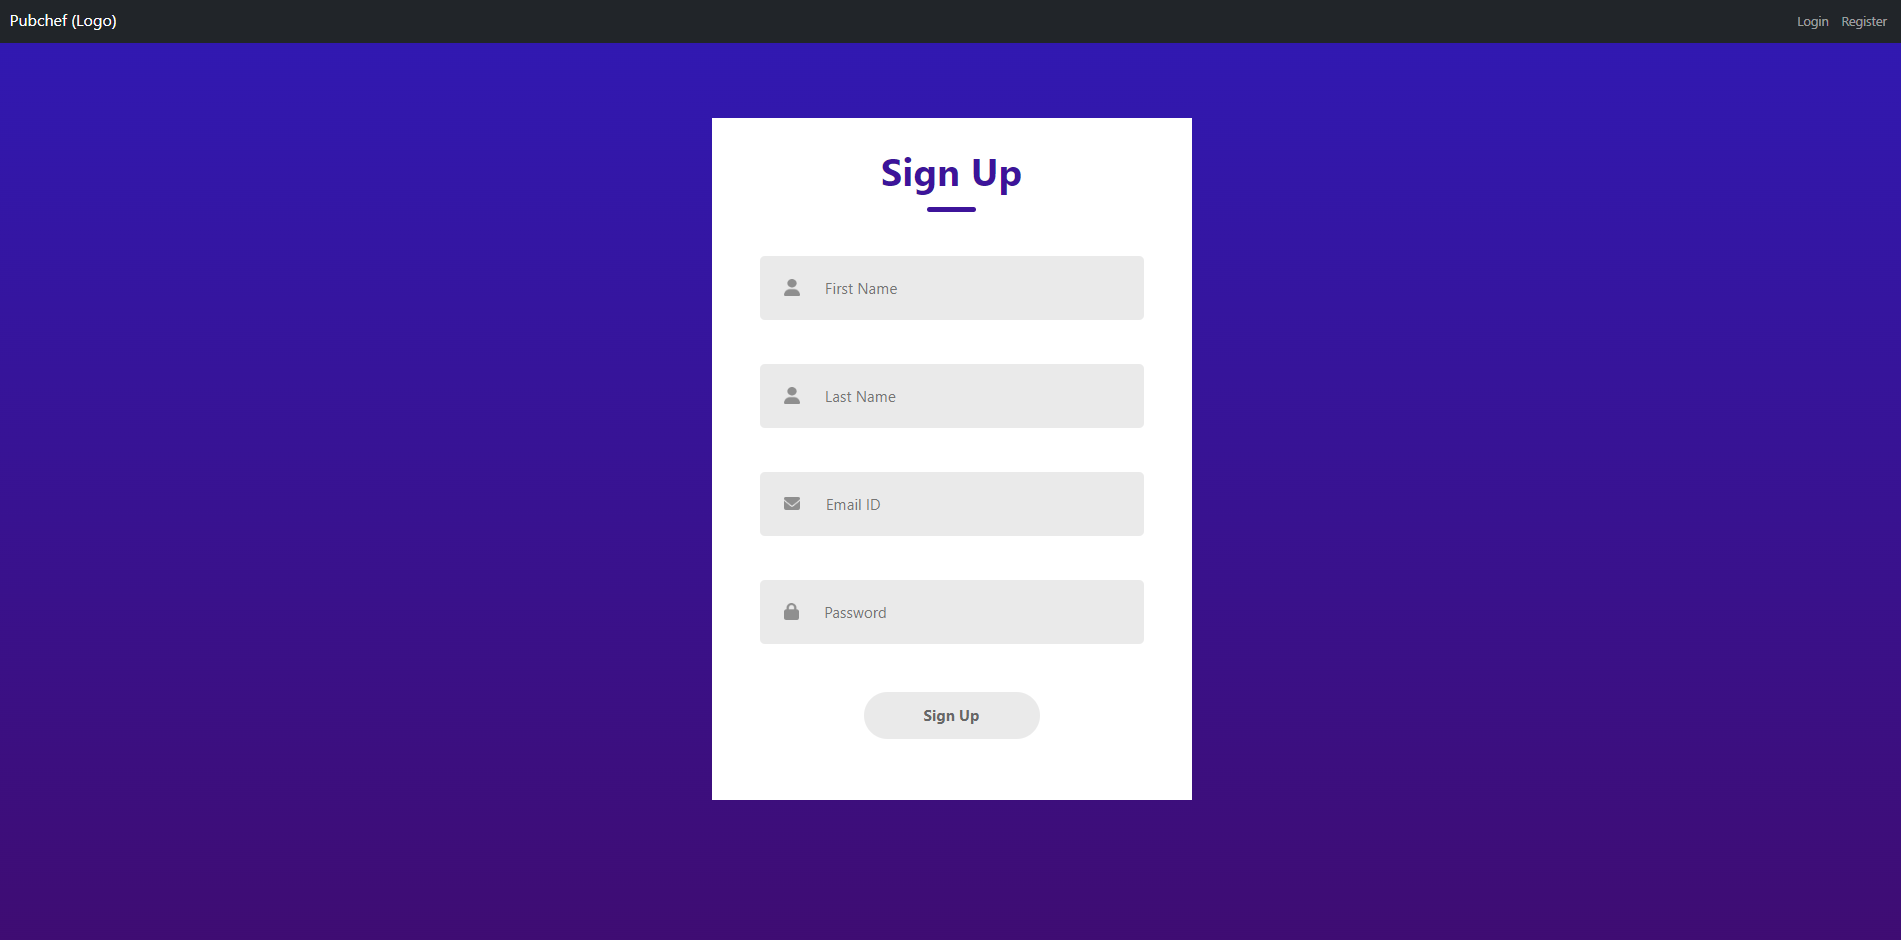 Pubchef (Logo)
Login Register
Sign Up
First Name
Last Name
Email ID
Password
Sign Up